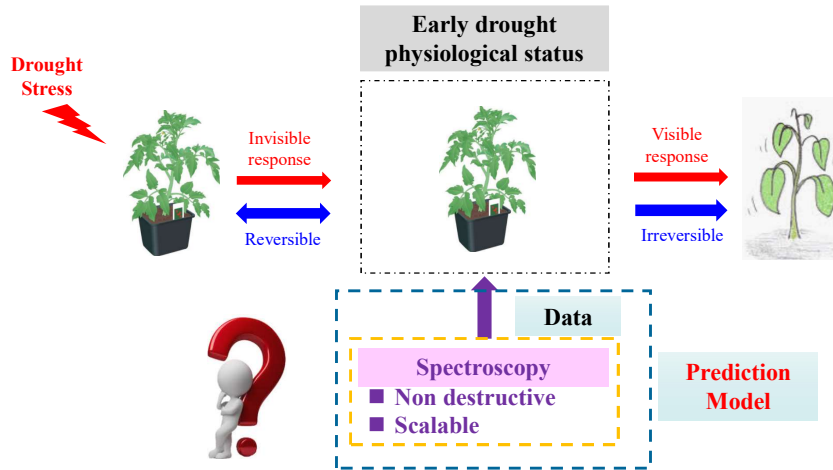 Early drought
physiological status
Drought
Stress
Invisible
response
Reversible
Visible
response
Irreversible
Data
Spectroscopy
Non destructive
Scalable
Prediction
Model